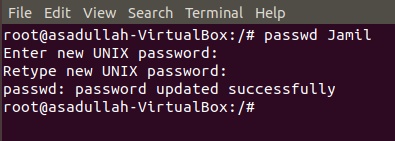 File Edit View Search Terminal Help
root@asadullah-VirtualBox:/# passwd Jamil
Enter new UNIX password:
Retype new UNIX password:
passwd: password updated successfully
root@asadullah-VirtualBox:/#